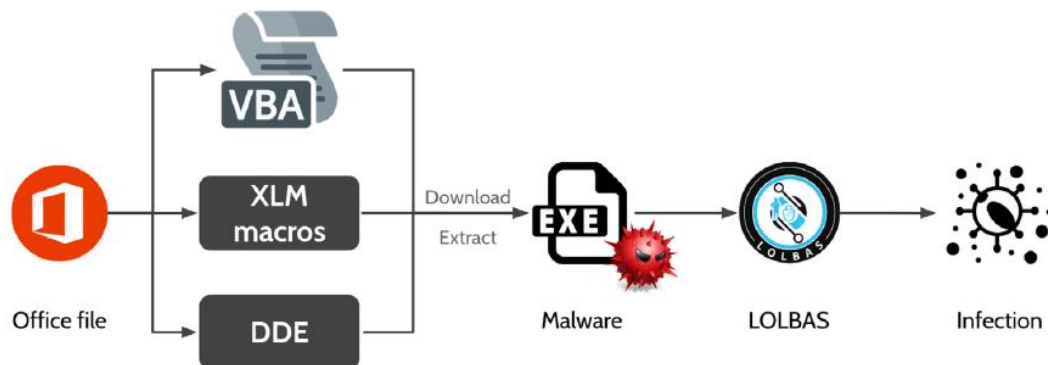 VBA
XLM
macros
Download
Extract
EXE
LOLBAS
Office file
DDE
Malware
LOLBAS
Infection